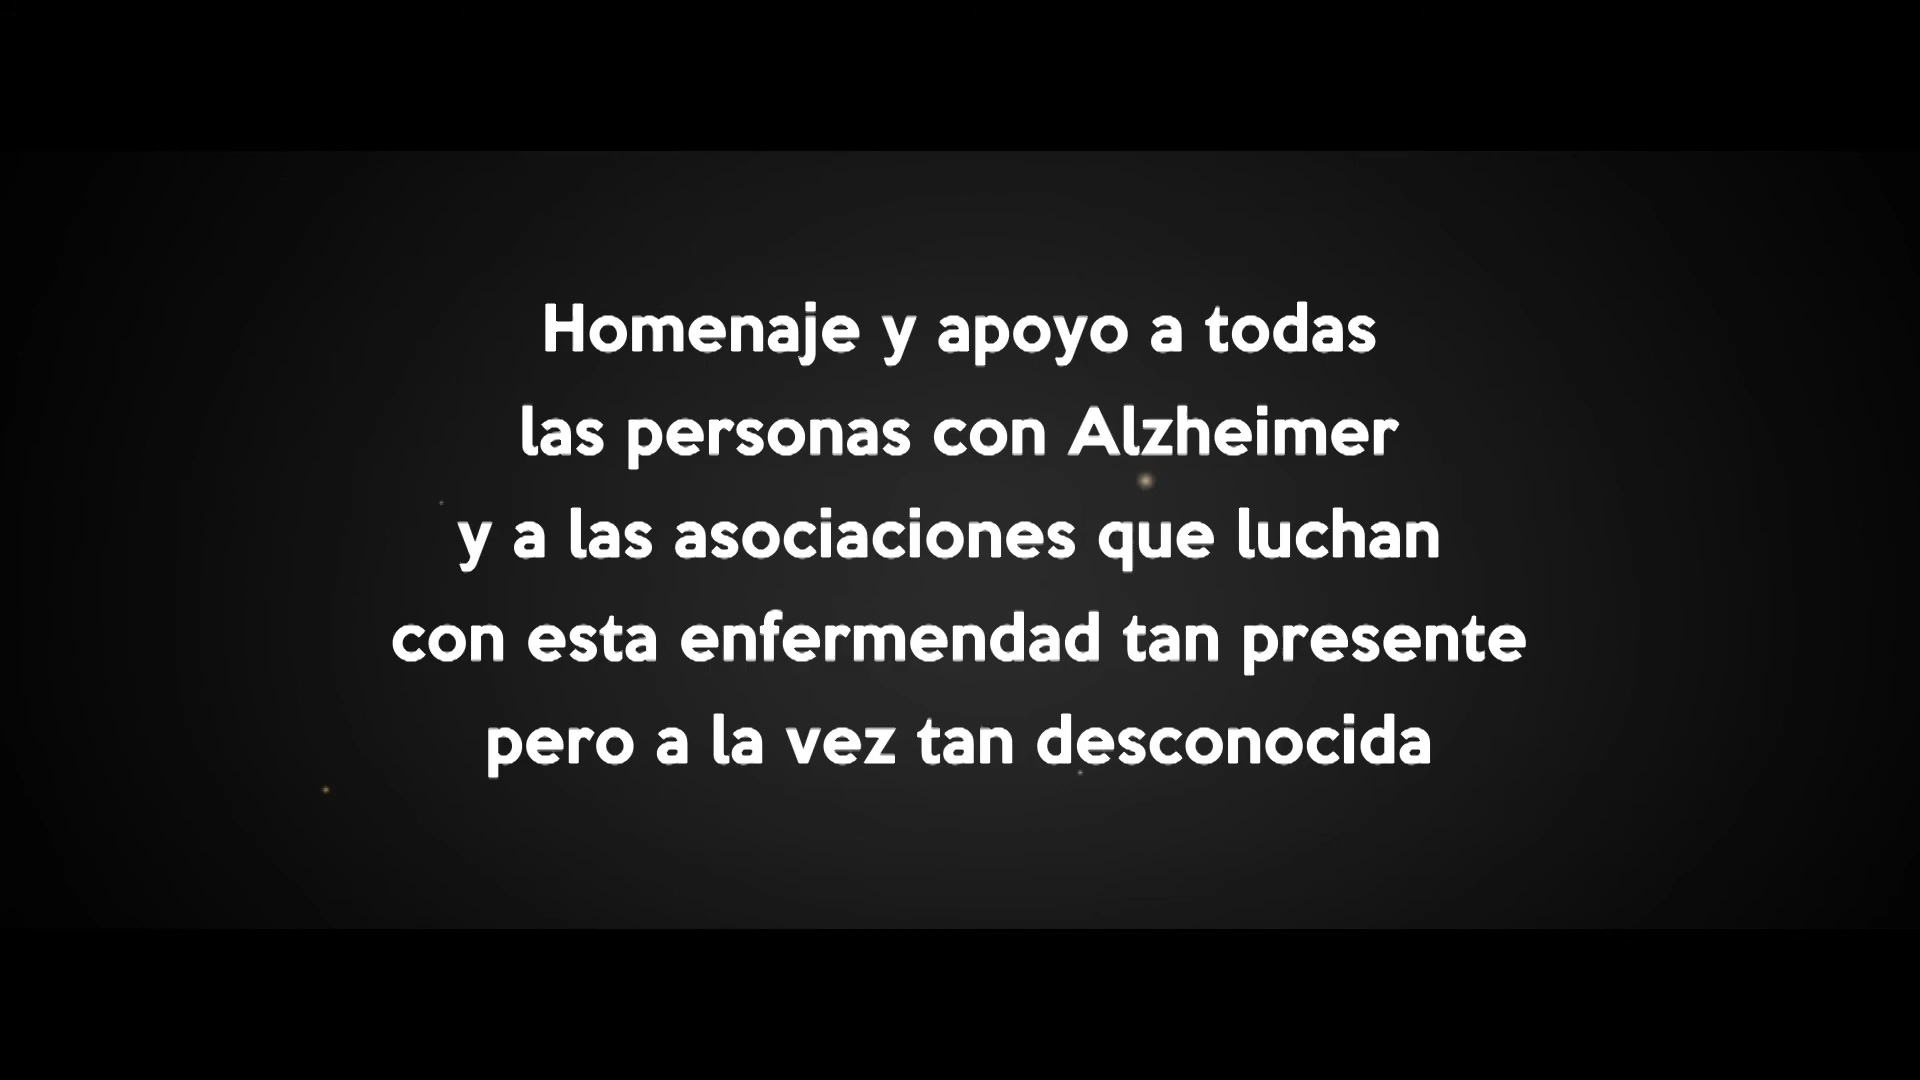 Homenaje y apoyo a todas
las personas con Alzheimer
y a las asociaciones que luchan
con esta enfermendad tan presente
pero a la vez tan desconocida